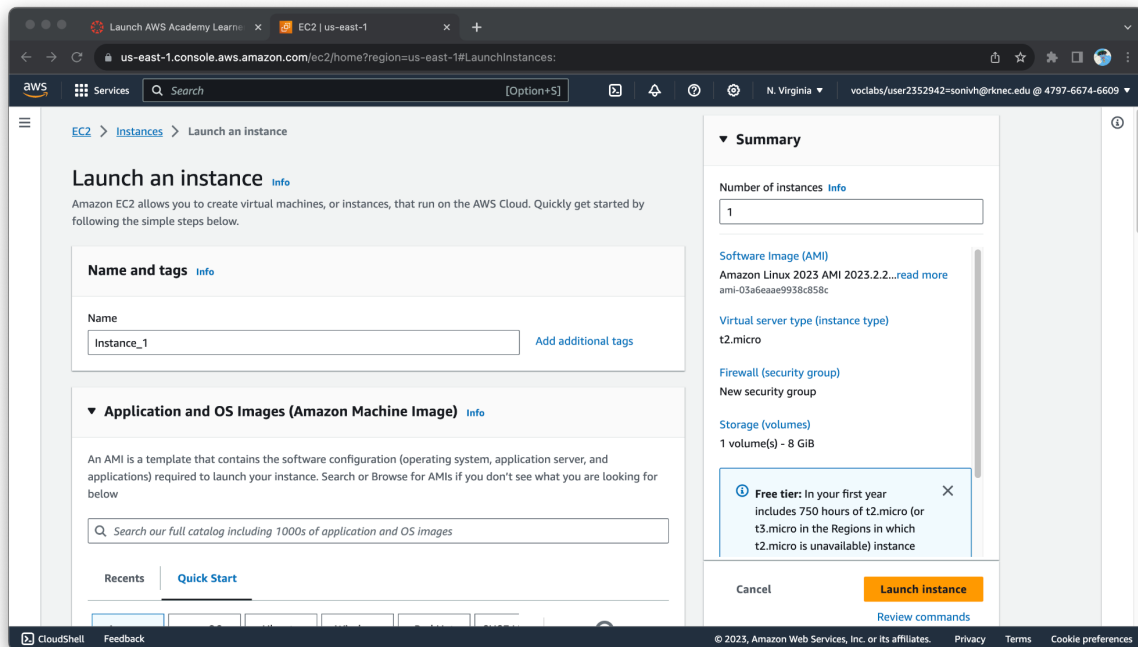 Launch AWS Academy Learne
EC2 | us-east-1
us-east-1.console.aws.amazon.com/ec2/home?region=us-east-1#LaunchInstances:
aws
Services
Search
[Option+S]
N. Virginia
voclabs/user2352942=sonivh@rknec.edu @ 4797-6674-6609
EC2 > Instances > Launch an instance
Launch an instance Info
Amazon EC2 allows you to create virtual machines, or instances, that run on the AWS Cloud. Quickly get started by
following the simple steps below.
Name and tags Info
Name
Instance_1
Add additional tags
Application and OS Images (Amazon Machine Image) Info
An AMI is a template that contains the software configuration (operating system, application server, and
applications) required to launch your instance. Search or Browse for AMIs if you don't see what you are looking for
below
Search our full catalog including 1000s of application and OS images
Recents
Quick Start
Summary
Number of instances Info
1
Software Image (AMI)
Amazon Linux 2023 AMI 2023.2.2...read more
ami-03a6eaae9938c858c
Virtual server type (instance type)
t2.micro
Firewall (security group)
New security group
Storage (volumes)
1 volume(s) - 8 GiB
Free tier: In your first year
includes 750 hours of t2.micro (or
t3.micro in the Regions in which
t2.micro is unavailable) instance
Cancel
Launch instance
Review commands
CloudShell
Feedback
© 2023, Amazon Web Services, Inc. or its affiliates.
Privacy
Terms
Cookie preferences